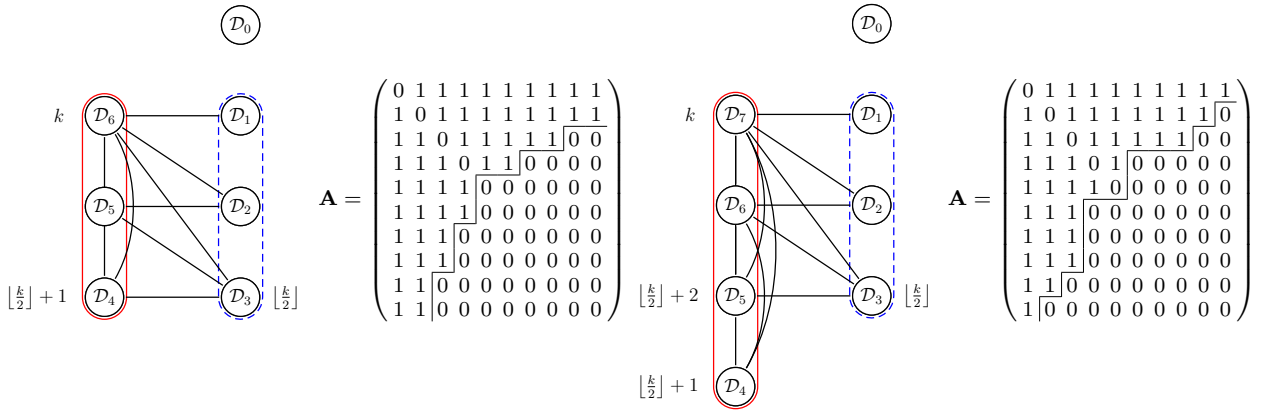 𝒟₀
k
𝒟₆ 𝒟₁
𝒟₅ 𝒟₂
⌊k/2⌋ + 1 𝒟₄ 𝒟₃ ⌊k/2⌋
A =
0 1 1 1 1 1 1 1 1 1
1 0 1 1 1 1 1 1 1 1
1 1 0 1 1 1 1 1 0 0
1 1 1 0 1 1 0 0 0 0
1 1 1 1 0 0 0 0 0 0
1 1 1 1 0 0 0 0 0 0
1 1 1 0 0 0 0 0 0 0
1 1 1 0 0 0 0 0 0 0
1 1 0 0 0 0 0 0 0 0
1 1 0 0 0 0 0 0 0 0
𝒟₀
k
𝒟₇ 𝒟₁
𝒟₆ 𝒟₂
⌊k/2⌋ + 2 𝒟₅ 𝒟₃ ⌊k/2⌋
⌊k/2⌋ + 1 𝒟₄
A =
0 1 1 1 1 1 1 1 1 1
1 0 1 1 1 1 1 1 1 0
1 1 0 1 1 1 1 1 0 0
1 1 1 0 1 0 0 0 0 0
1 1 1 1 0 0 0 0 0 0
1 1 1 0 0 0 0 0 0 0
1 1 1 0 0 0 0 0 0 0
1 1 1 0 0 0 0 0 0 0
1 1 0 0 0 0 0 0 0 0
1 0 0 0 0 0 0 0 0 0